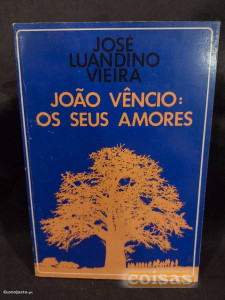 JOSÉ
LUANDINO
VIEIRA
JOÃO VÊNCIO:
OS SEUS AMORES
coisas